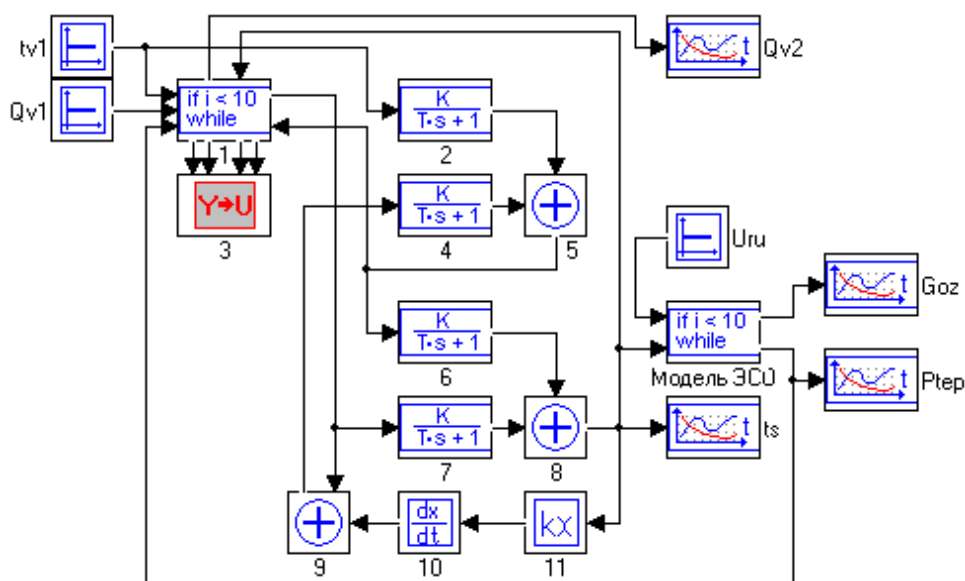 tv1
t
Qv2
if i < 10
while
Qv1
K
T·s + 1
1
2
Y→U
K
T·s + 1
3
4
5
Uru
t
Goz
if i < 10
while
K
T·s + 1
6
Модель ЭСО
t
Ptep
K
T·s + 1
t
ts
7
8
dx
dt
kx
9
10
11